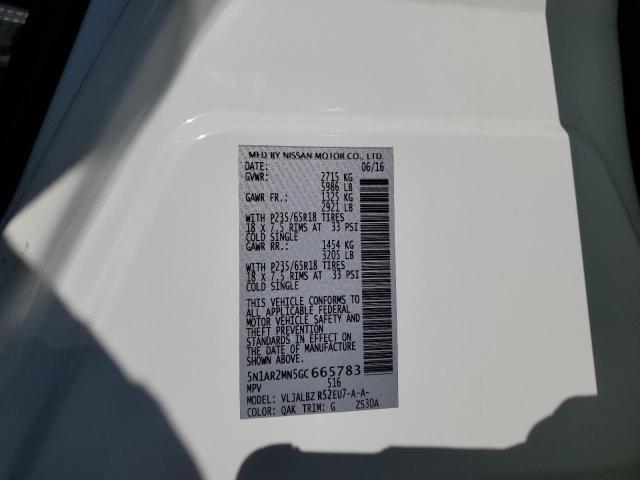 MFD BY NISSAN MOTOR CO., LTD.
DATE: 06/16
GVWR: 2715 KG
5986 LB
GAWR FR.: 1325 KG
2921 LB
WITH P235/65R18 TIRES
18 X 7.5 RIMS AT 33 PSI
COLD SINGLE
GAWR RR.: 1454 KG
3205 LB
WITH P235/65R18 TIRES
18 X 7.5 RIMS AT 33 PSI
COLD SINGLE
THIS VEHICLE CONFORMS TO
ALL APPLICABLE FEDERAL
MOTOR VEHICLE SAFETY AND
THEFT PREVENTION
STANDARDS IN EFFECT ON
THE DATE OF MANUFACTURE
SHOWN ABOVE.
5N1AR2MN5GC665783
MPV 516
MODEL: VLJALBZ R52EU7-A-A-
COLOR: QAK TRIM: G ZS30A